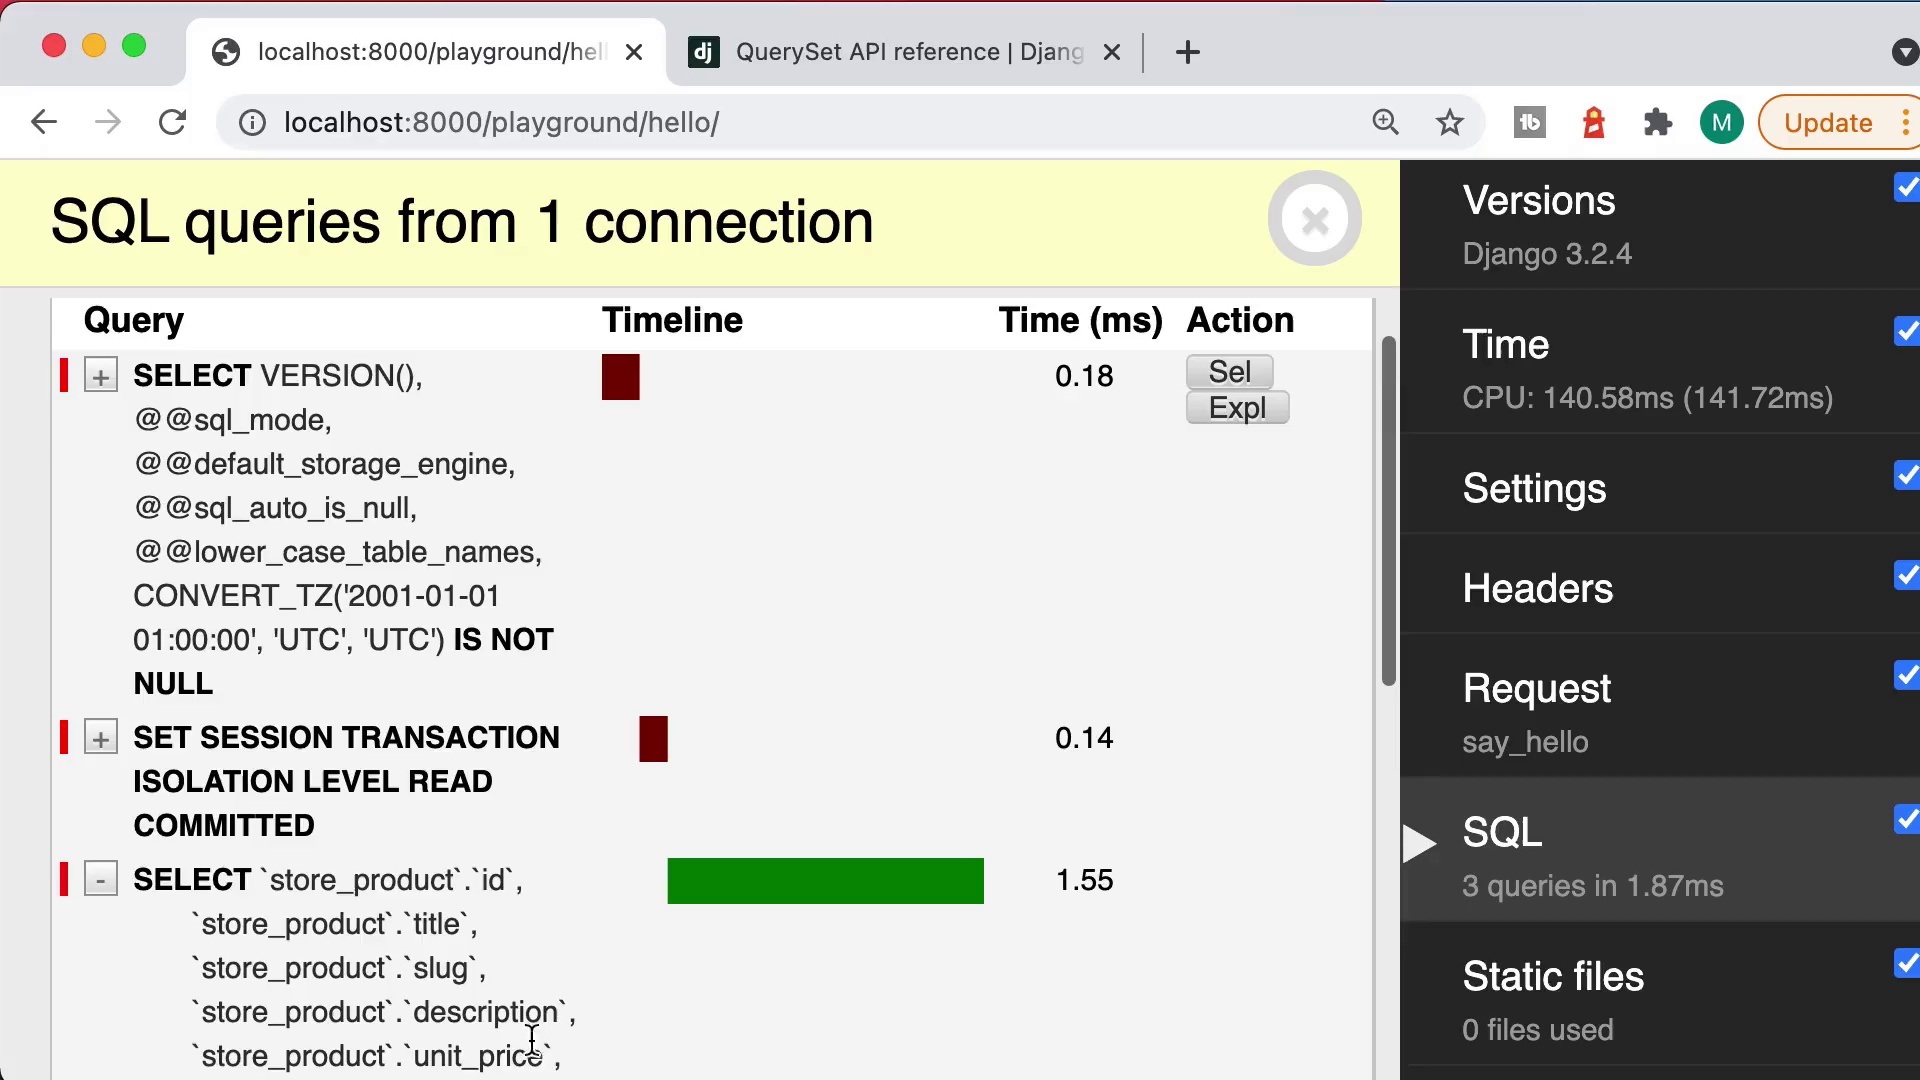 localhost:8000/playground/hel
QuerySet API reference | Djang
localhost:8000/playground/hello/
M
Update
SQL queries from 1 connection
Query Timeline Time (ms) Action
+ SELECT VERSION(), 0.18 Sel
@@sql_mode, Expl
@@default_storage_engine,
@@sql_auto_is_null,
@@lower_case_table_names,
CONVERT_TZ('2001-01-01
01:00:00', 'UTC', 'UTC') IS NOT
NULL
+ SET SESSION TRANSACTION 0.14
ISOLATION LEVEL READ
COMMITTED
- SELECT `store_product`.`id`, 1.55
`store_product`.`title`,
`store_product`.`slug`,
`store_product`.`description`,
`store_product`.`unit_price`,
Versions
Django 3.2.4
Time
CPU: 140.58ms (141.72ms)
Settings
Headers
Request
say_hello
SQL
3 queries in 1.87ms
Static files
0 files used